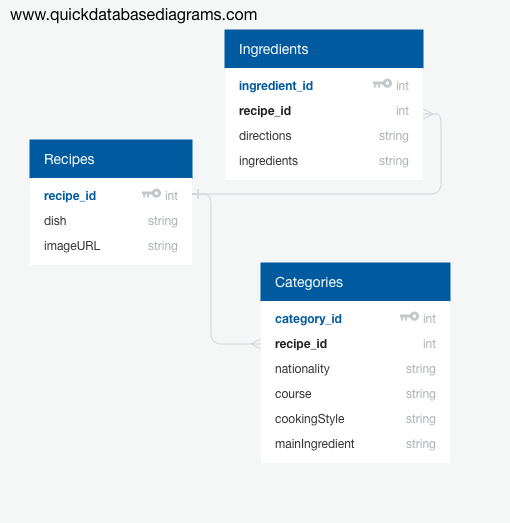 www.quickdatabasediagrams.com
Ingredients
ingredient_id int
recipe_id int
directions string
ingredients string
Recipes
recipe_id int
dish string
imageURL string
Categories
category_id int
recipe_id int
nationality string
course string
cookingStyle string
mainIngredient string